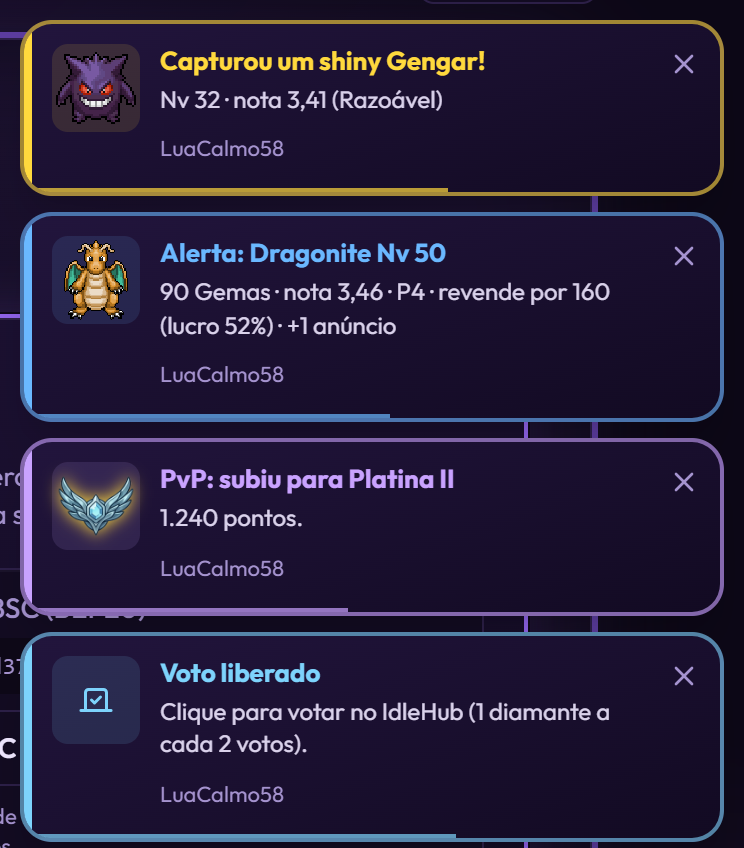 Capturou um shiny Gengar!
Nv 32 · nota 3,41 (Razoável)
LuaCalmo58
Alerta: Dragonite Nv 50
90 Gemas · nota 3,46 · P4 · revende por 160
(lucro 52%) · +1 anúncio
LuaCalmo58
PvP: subiu para Platina II
1.240 pontos.
LuaCalmo58
Voto liberado
Clique para votar no IdleHub (1 diamante a
cada 2 votos).
LuaCalmo58